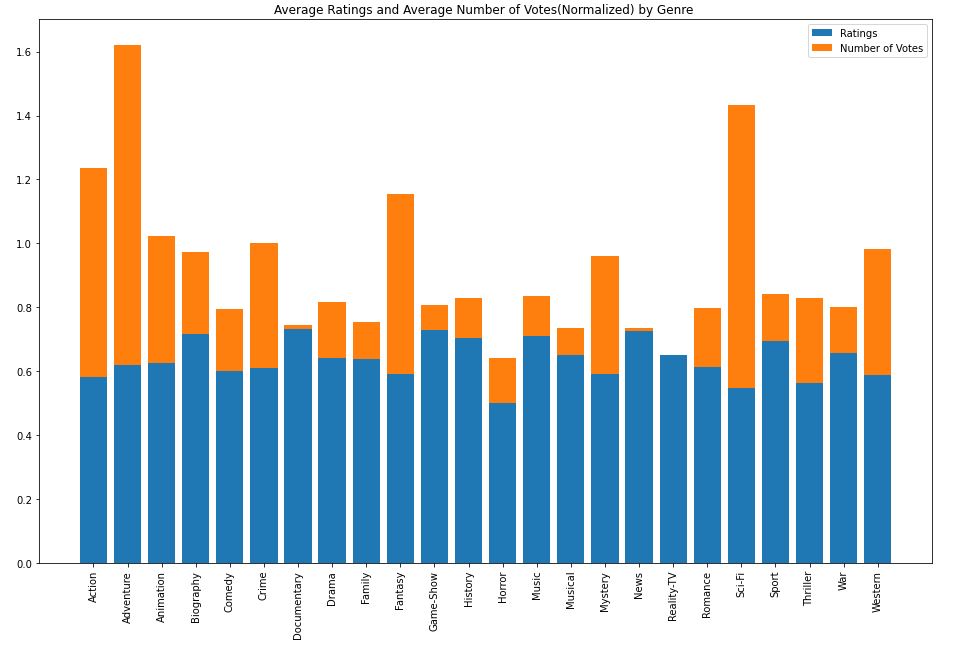 Average Ratings and Average Number of Votes(Normalized) by Genre
Ratings
Number of Votes
1.6
1.4
1.2
1.0
0.8
0.6
0.4
0.2
0.0
Action
Adventure
Animation
Biography
Comedy
Crime
Documentary
Drama
Family
Fantasy
Game-Show
History
Horror
Music
Musical
Mystery
News
Reality-TV
Romance
Sci-Fi
Sport
Thriller
War
Western